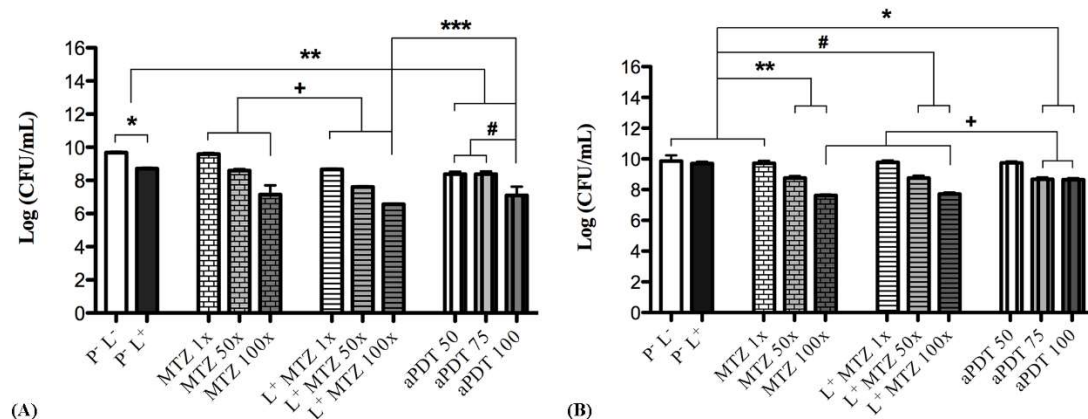 ***
**
+
*
#
Log (CFU/mL)
16
14
12
10
8
6
4
2
0
P- L-
P- L+
MTZ 1x
MTZ 50x
MTZ 100x
L+ MTZ 1x
L+ MTZ 50x
L+ MTZ 100x
aPDT 50
aPDT 75
aPDT 100
(A)
*
#
**
+
Log (CFU/mL)
16
14
12
10
8
6
4
2
0
P- L-
P- L+
MTZ 1x
MTZ 50x
MTZ 100x
L+ MTZ 1x
L+ MTZ 50x
L+ MTZ 100x
aPDT 50
aPDT 75
aPDT 100
(B)